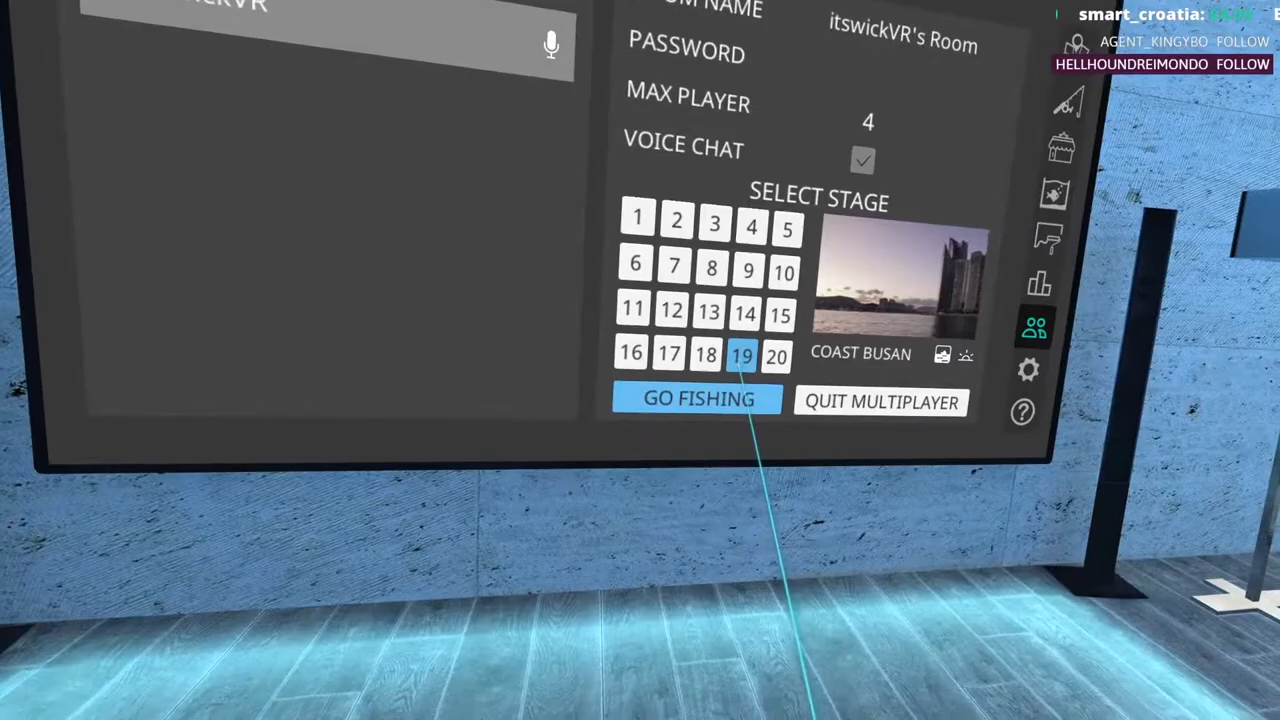 smart_croatia:
AGENT_KINGYBO FOLLOW
HELLHOUNDREIMONDO FOLLOW
NAME
itswickVR's Room
PASSWORD
MAX PLAYER
4
VOICE CHAT
SELECT STAGE
1 2 3 4 5
6 7 8 9 10
11 12 13 14 15
16 17 18 19 20
COAST BUSAN
GO FISHING
QUIT MULTIPLAYER
?